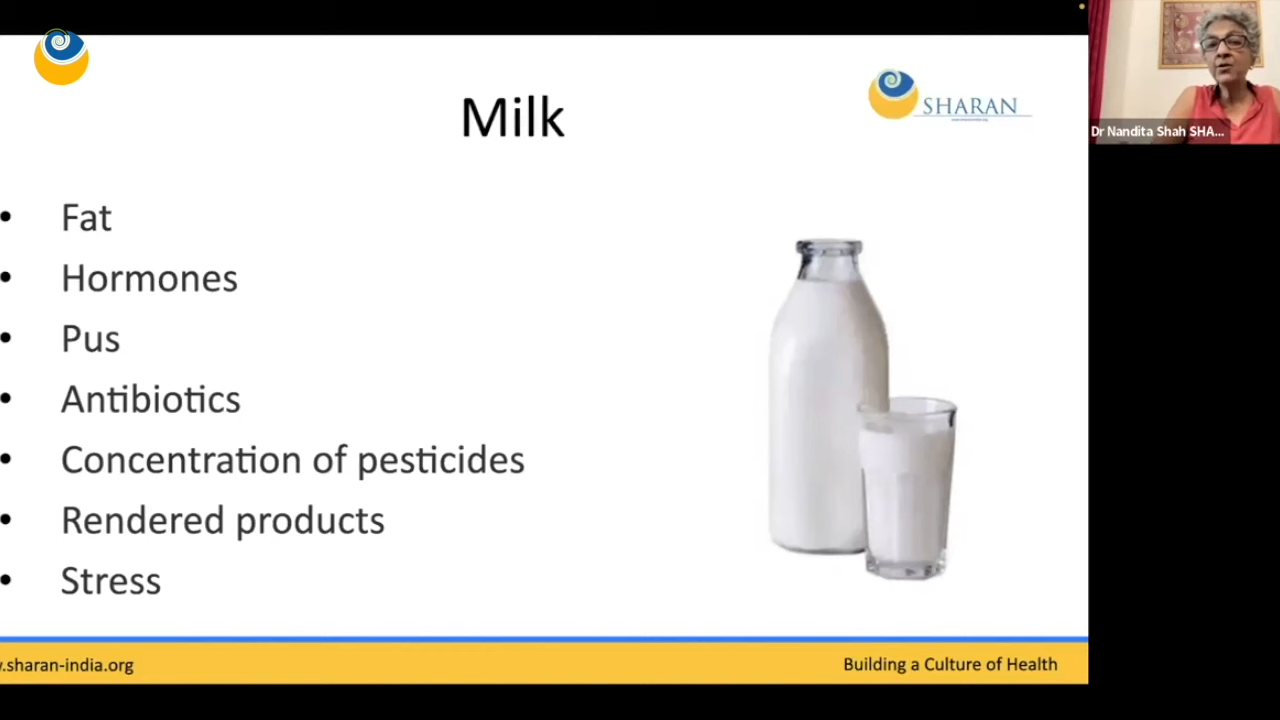 Milk
SHARAN
• Fat
• Hormones
• Pus
• Antibiotics
• Concentration of pesticides
• Rendered products
• Stress
.sharan-india.org
Building a Culture of Health
Dr Nandita Shah SHA...